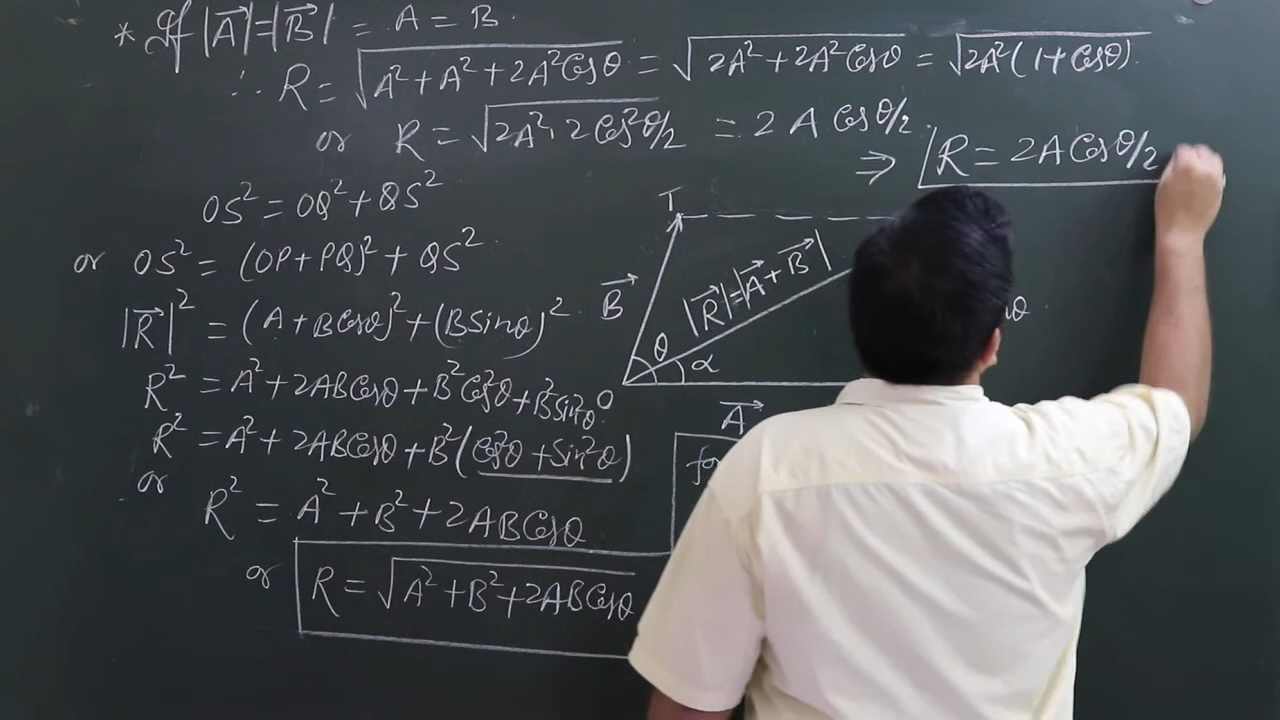 * If |A⃗|=|B⃗| = A = B.
∴ R = √(A² + A² + 2A²Cosθ) = √(2A² + 2A²Cosθ) = √(2A²(1+Cosθ)).
or R = √(2A². 2Cos²θ/2) = 2 A Cosθ/2.
⇒ R = 2A Cosθ/2
OS² = OQ² + QS²
or OS² = (OP+PQ)² + QS²
|R⃗|² = (A + BCosθ)² + (BSinθ)²
R² = A² + 2ABCosθ + B²Cos²θ + B²Sin²θ
R² = A² + 2ABCosθ + B²(Cos²θ + Sin²θ)
or R² = A² + B² + 2ABCosθ
or R = √(A² + B² + 2ABCosθ)
T
B⃗
|R⃗|=|A⃗+B⃗|
θ
α
O
A⃗